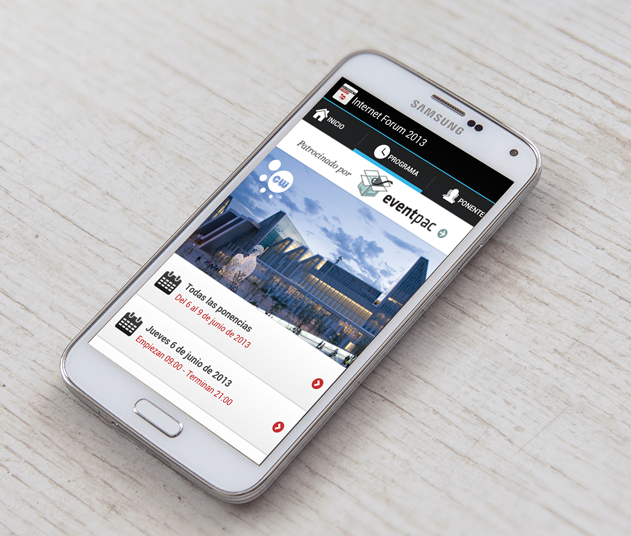 SAMSUNG
Internet Forum 2013
INICIO
PROGRAMA
PONENTE
Patrocinado por
eventpac
CW
Todas las ponencias
Del 6 al 9 de junio de 2013
Jueves 6 de junio de 2013
Empiezan 09:00 - Terminan 21:00